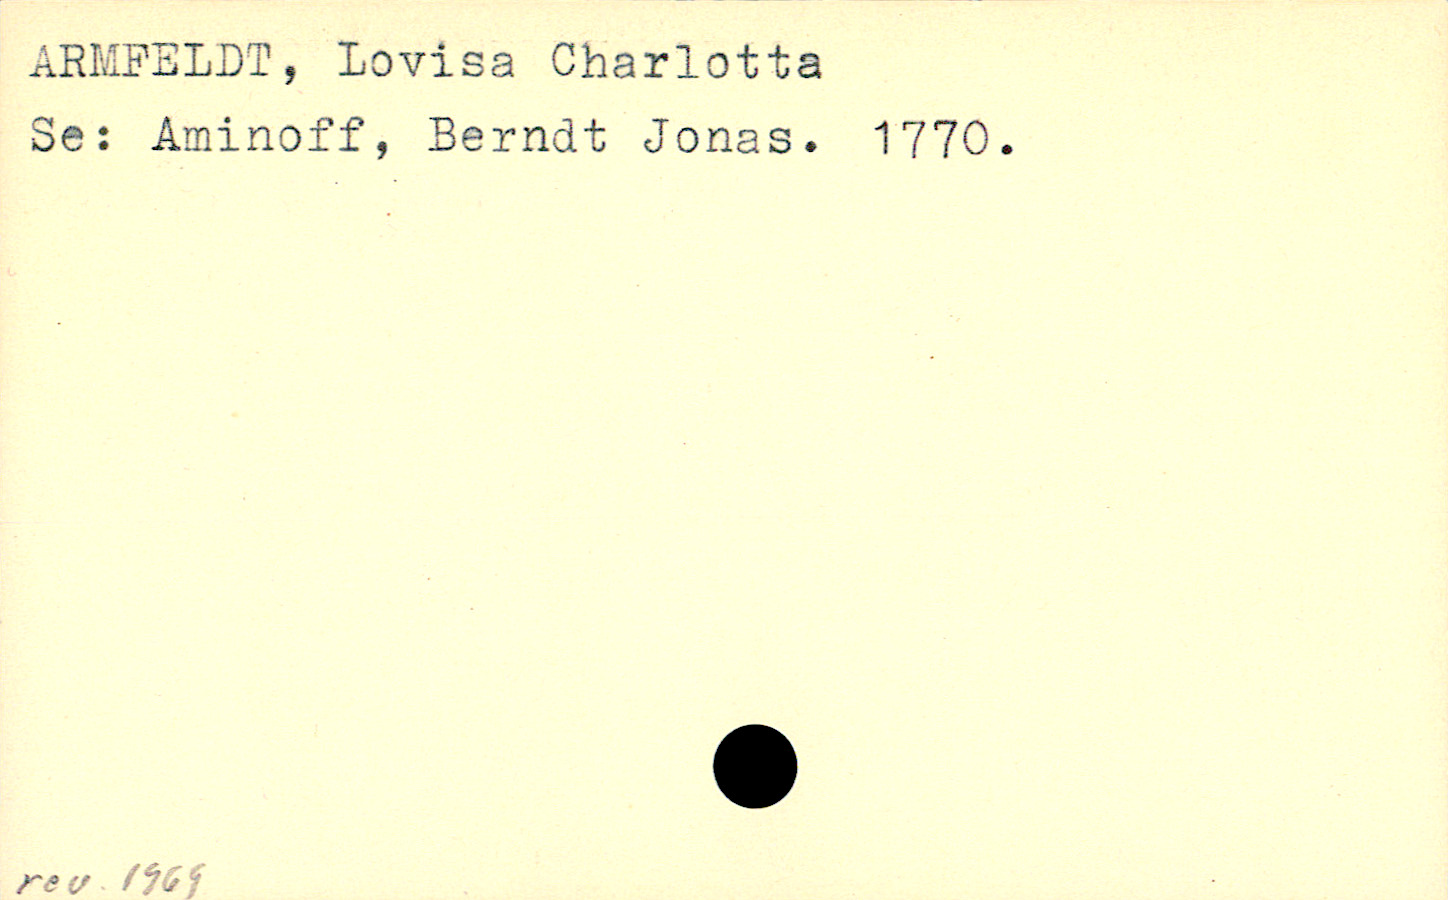 ARMFELDT, Lovisa Charlotta
Se: Aminoff, Berndt Jonas. 1770.
rev. 1969